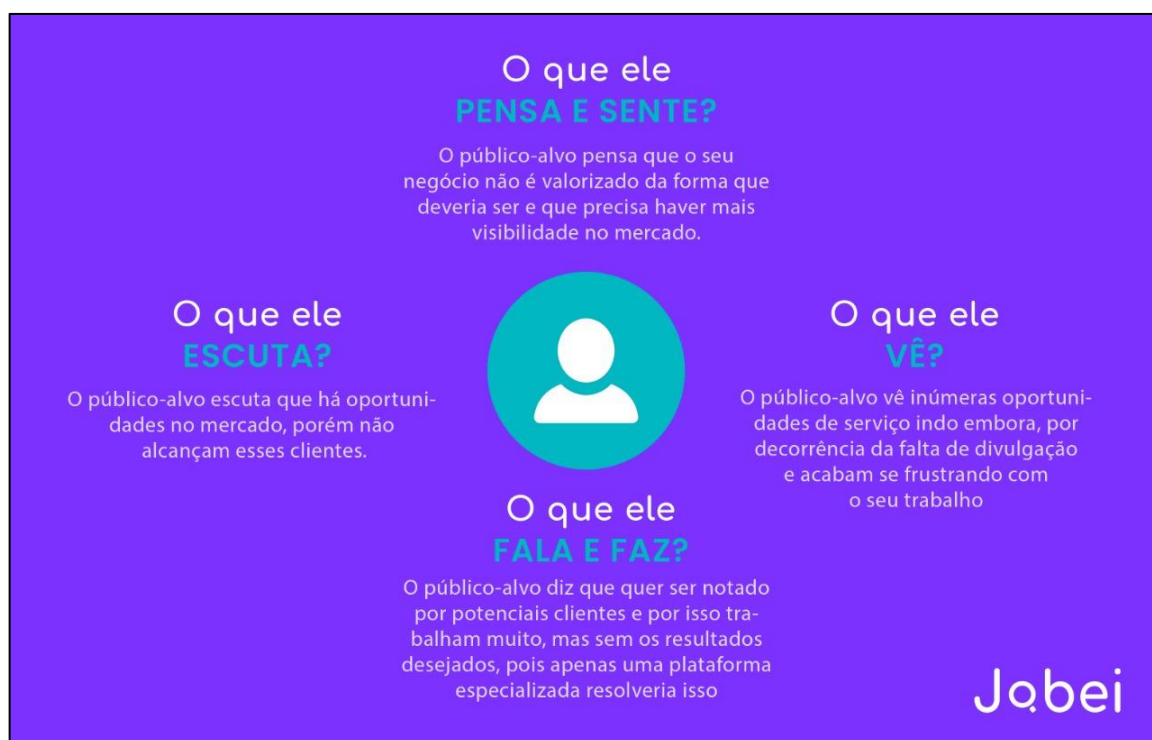 O que ele
PENSA E SENTE?
O público-alvo pensa que o seu
negócio não é valorizado da forma que
deveria ser e que precisa haver mais
visibilidade no mercado.
O que ele
ESCUTA?
O público-alvo escuta que há oportuni-
dades no mercado, porém não
alcançam esses clientes.
O que ele
VÊ?
O público-alvo vê inúmeras oportuni-
dades de serviço indo embora, por
decorrência da falta de divulgação
e acabam se frustrando com
o seu trabalho
O que ele
FALA E FAZ?
O público-alvo diz que quer ser notado
por potenciais clientes e por isso tra-
balham muito, mas sem os resultados
desejados, pois apenas uma plataforma
especializada resolveria isso
Jobei